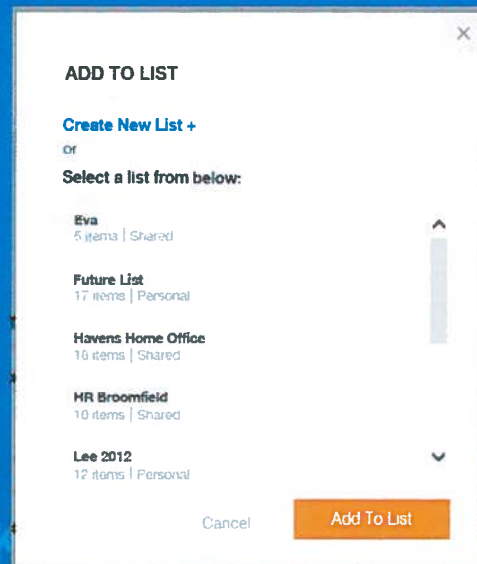 ADD TO LIST
Create New List +
or
Select a list from below:
Eva
5 items | Shared
Future List
17 items | Personal
Havens Home Office
16 items | Shared
HR Broomfield
10 items | Shared
Lee 2012
12 items | Personal
Cancel
Add To List